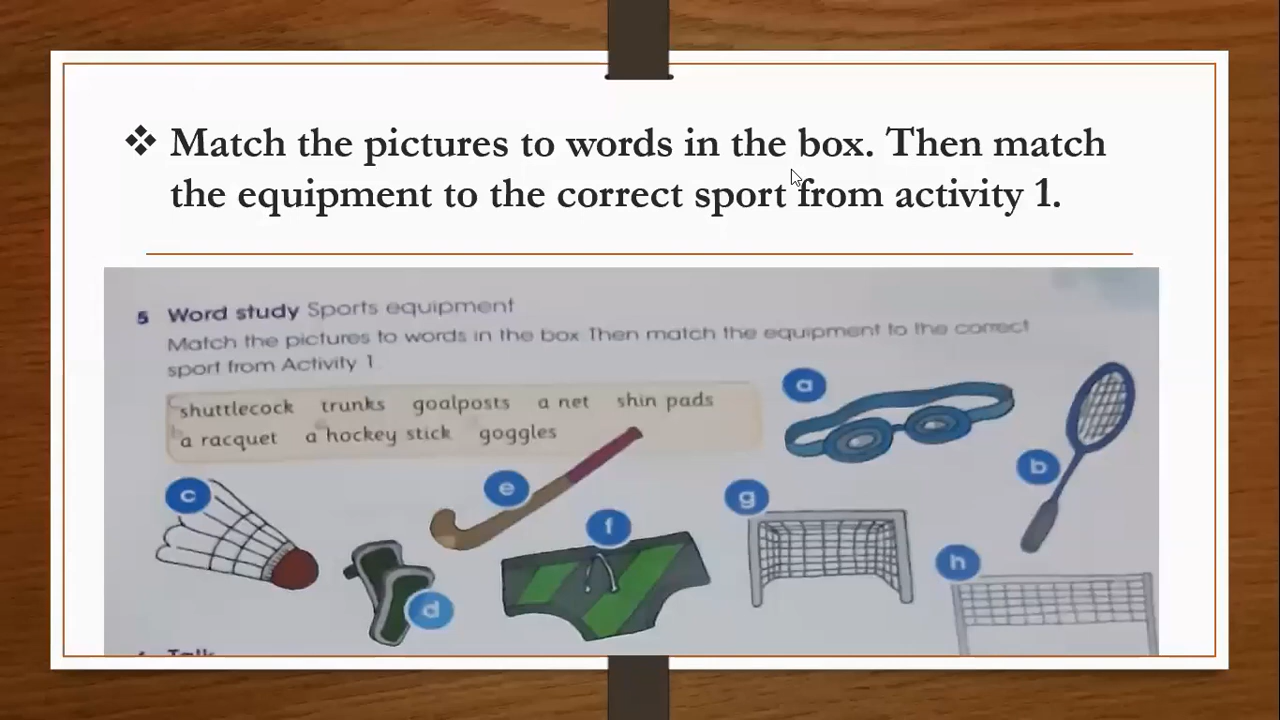 ❖ Match the pictures to words in the box. Then match
the equipment to the correct sport from activity 1.
5 Word study Sports equipment
Match the pictures to words in the box Then match the equipment to the correct
sport from Activity 1.
shuttlecock trunks goalposts a net shin pads
a racquet a hockey stick goggles
a
b
c
e
g
f
h
d
Talk